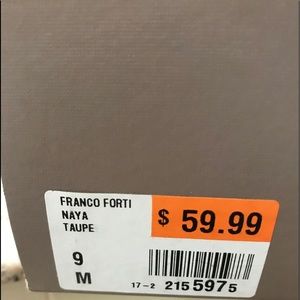 FRANCO FORTI
NAYA
TAUPE
$ 59.99
9
M
17-2 2155975